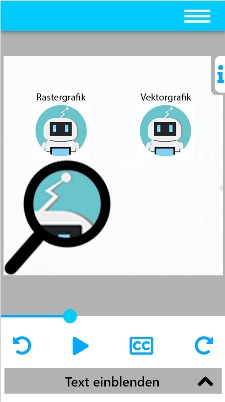 Rastergrafik Vektorgrafik
i
CC
Text einblenden